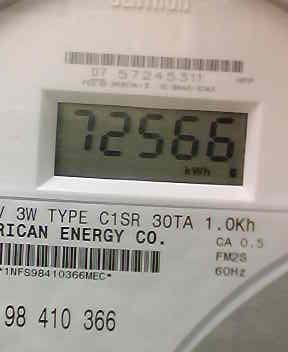 07 57245311
72566
kWh
V 3W TYPE C1SR 30TA 1.0Kh
RICAN ENERGY CO.
CA 0.5
FM2S
60Hz
*1NFS98410366MEC*
98 410 366